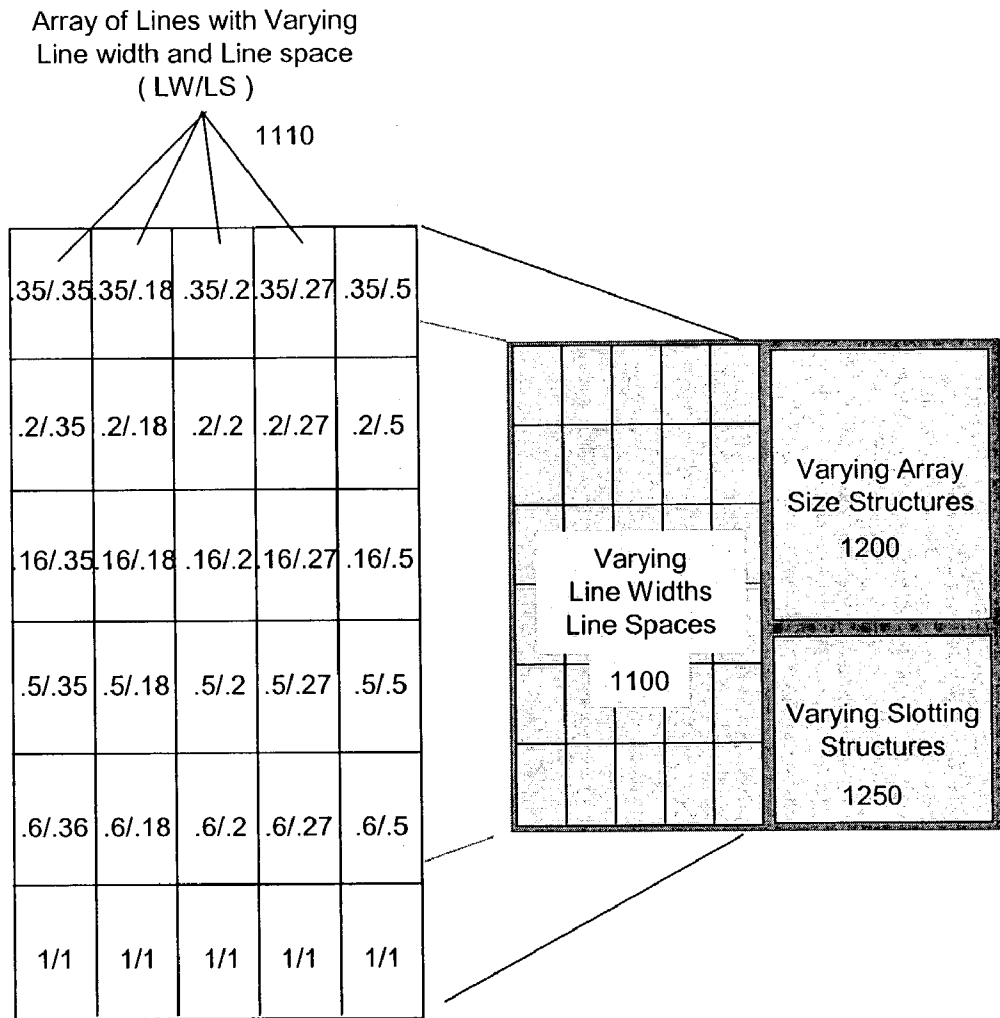 Array of Lines with Varying
Line width and Line space
( LW/LS )
1110
.35/.35 .35/.18 .35/.2 .35/.27 .35/.5
.2/.35 .2/.18 .2/.2 .2/.27 .2/.5
.16/.35 .16/.18 .16/.2 .16/.27 .16/.5
.5/.35 .5/.18 .5/.2 .5/.27 .5/.5
.6/.36 .6/.18 .6/.2 .6/.27 .6/.5
1/1 1/1 1/1 1/1 1/1
Varying
Line Widths
Line Spaces
1100
Varying Array
Size Structures
1200
Varying Slotting
Structures
1250